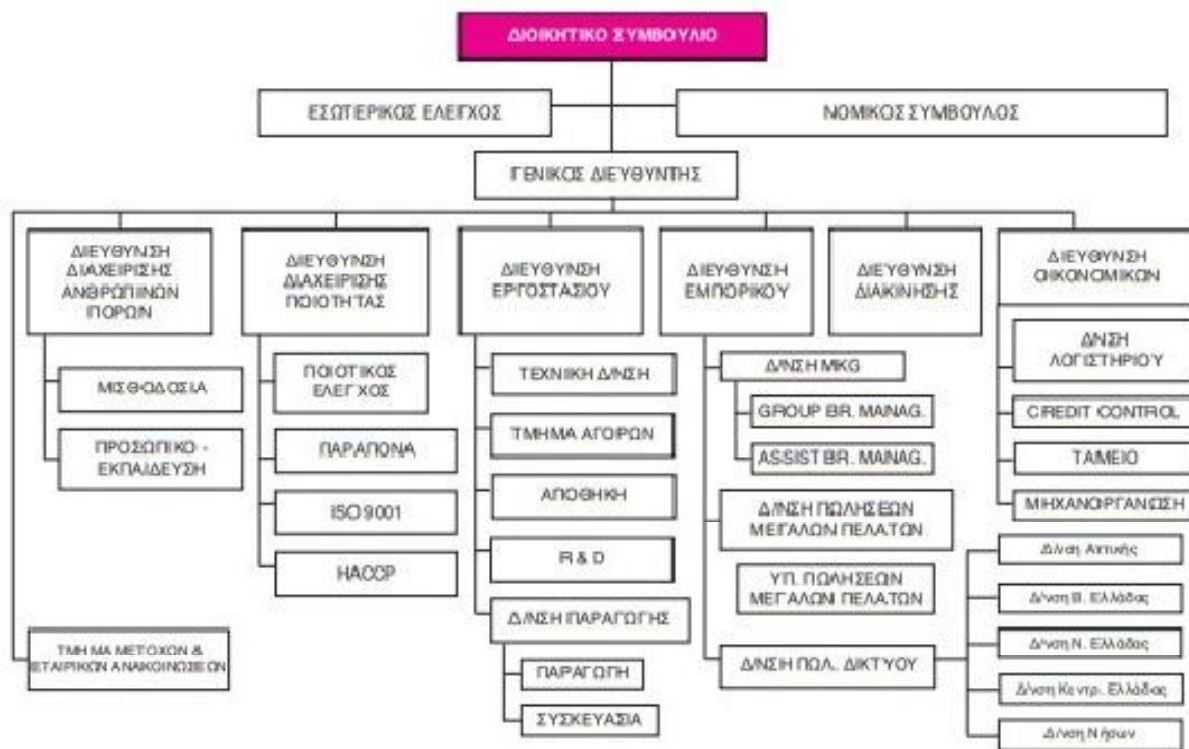 ΔΙΟΙΚΗΤΙΚΟ ΣΥΜΒΟΥΛΙΟ
ΕΣΩΤΕΡΙΚΟΣ ΕΛΕΓΧΟΣ
ΝΟΜΙΚΟΣ ΣΥΜΒΟΥΛΟΣ
ΓΕΝΙΚΟΣ ΔΙΕΥΘΥΝΤΗΣ
ΔΙΕΥΘΥΝΣΗ
ΔΙΑΧΕΙΡΙΣΗΣ
ΑΝΘΡΩΠΙΝΩΝ
ΠΟΡΩΝ
ΜΙΣΘΟΔΟΣΙΑ
ΠΡΟΣΩΠΙΚΟ -
ΕΚΠΑΙΔΕΥΣΗ
ΔΙΕΥΘΥΝΣΗ
ΔΙΑΧΕΙΡΙΣΗΣ
ΠΟΙΟΤΗΤΑΣ
ΠΟΙΟΤΙΚΟΣ
ΕΛΕΓΧΟΣ
ΠΑΡΑΠΟΝΑ
ISO 9001
HACCP
ΔΙΕΥΘΥΝΣΗ
ΕΡΓΟΣΤΑΣΙΟΥ
ΤΕΧΝΙΚΗ Δ/ΝΣΗ
ΤΜΗΜΑ ΑΓΟΡΩΝ
ΑΠΟΘΗΚΗ
R & D
Δ/ΝΣΗ ΠΑΡΑΓΩΓΗΣ
ΠΑΡΑΓΩΓΗ
ΣΥΣΚΕΥΑΣΙΑ
ΔΙΕΥΘΥΝΣΗ
ΕΜΠΟΡΙΚΟΥ
Δ/ΝΣΗ MKG
GROUP BR. MANAG.
ASSIST BR. MANAG.
Δ/ΝΣΗ ΠΩΛΗΣΕΩΝ
ΜΕΓΑΛΩΝ ΠΕΛΑΤΩΝ
ΥΠ. ΠΩΛΗΣΕΩΝ
ΜΕΓΑΛΩΝ ΠΕΛΑΤΩΝ
Δ/ΝΣΗ ΠΩΛ. ΔΙΚΤΥΟΥ
Δ/νση Αττικής
Δ/νση Β. Ελλάδας
Δ/νση Ν. Ελλάδας
Δ/νση Κεντρ. Ελλάδας
Δ/νση Νήσων
ΔΙΕΥΘΥΝΣΗ
ΔΙΑΚΙΝΗΣΗΣ
ΔΙΕΥΘΥΝΣΗ
ΟΙΚΟΝΟΜΙΚΩΝ
Δ/ΝΣΗ
ΛΟΓΙΣΤΗΡΙΟΥ
CREDIT CONTROL
ΤΑΜΕΙΟ
ΜΗΧΑΝΟΡΓΑΝΩΣΗ
ΤΜΗΜΑ ΜΕΤΟΧΩΝ &
ΕΤΑΙΡΙΚΩΝ ΑΝΑΚΟΙΝΩΣΕΩΝ